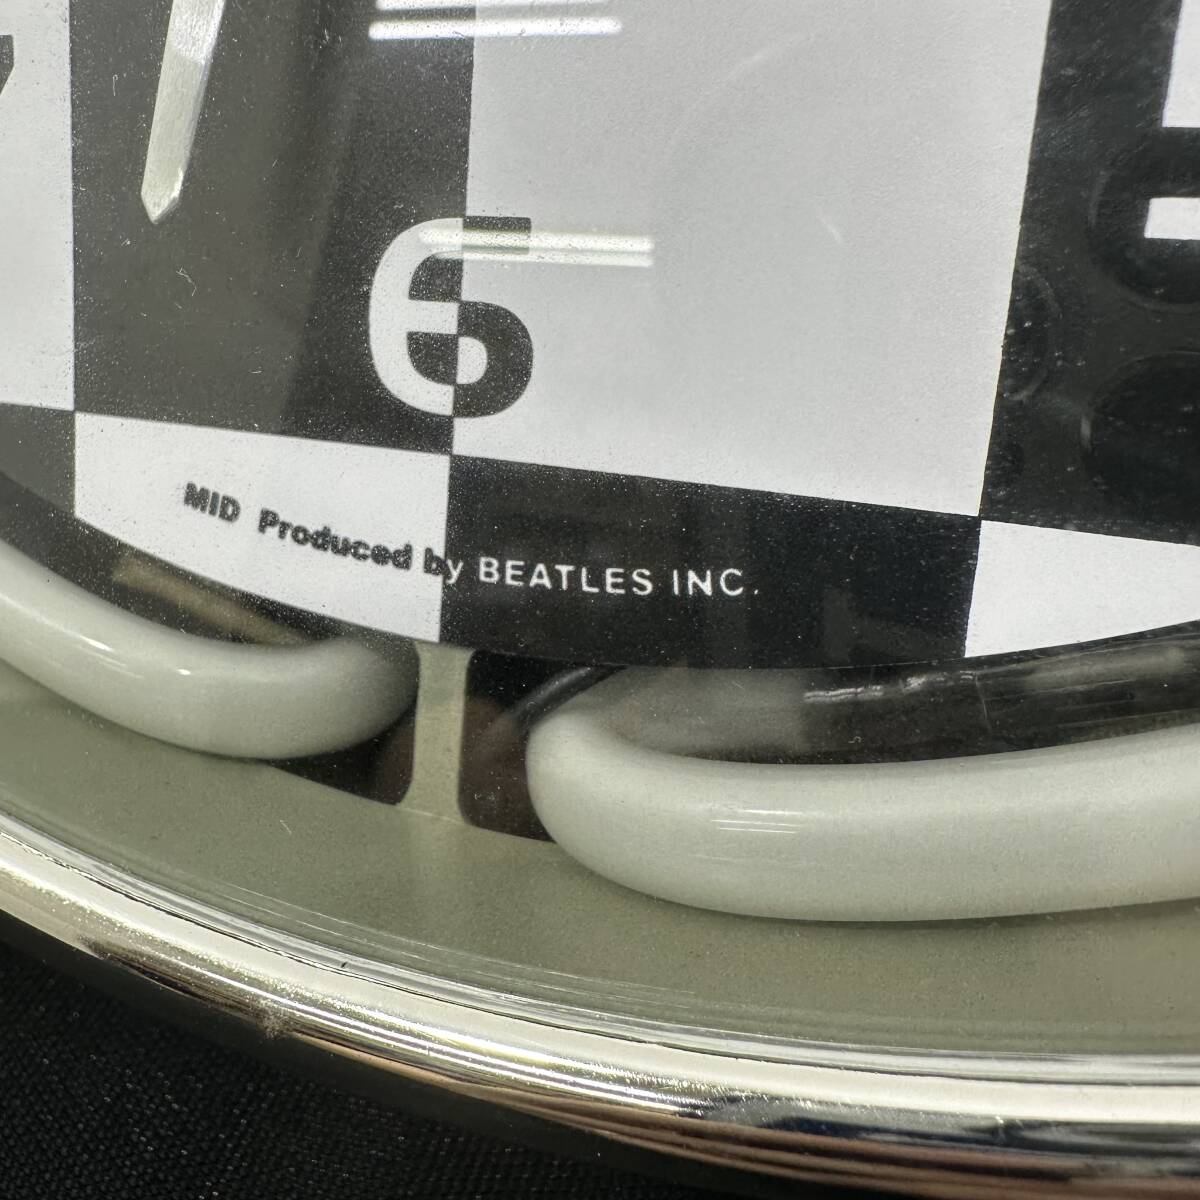 6
MID Produced by BEATLES INC.